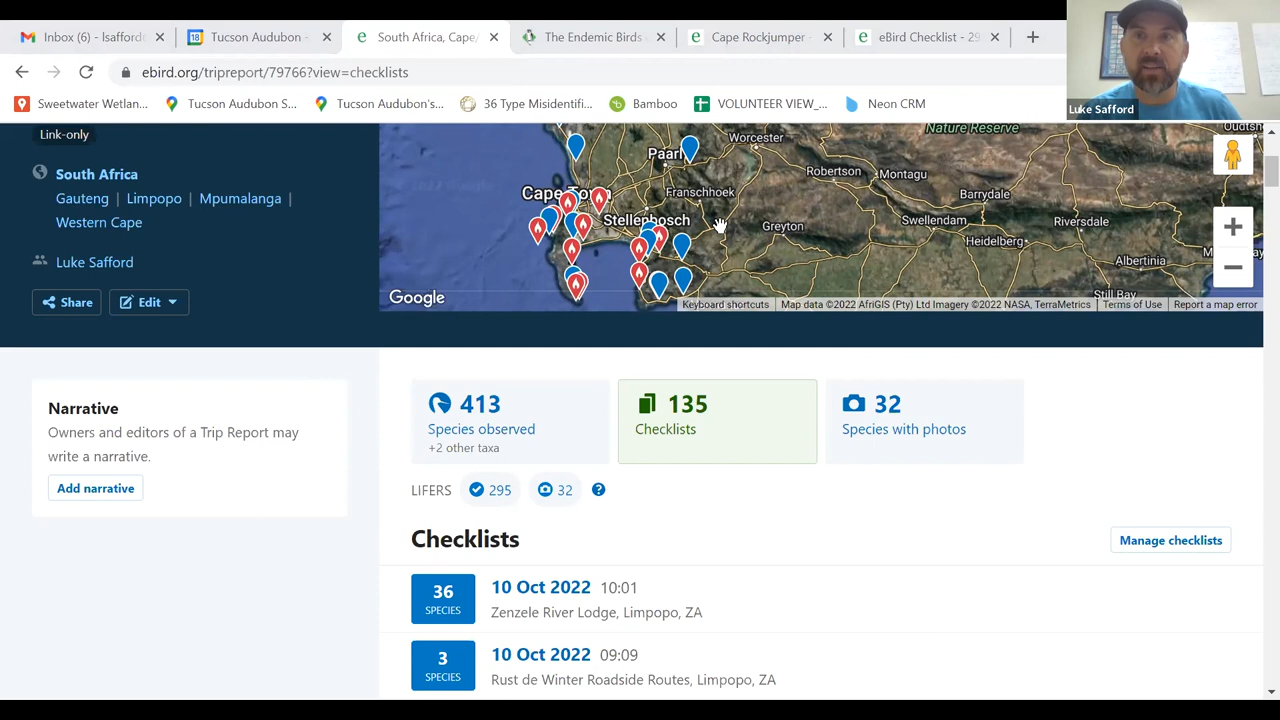 Inbox (6) - lsafford
Tucson Audubon -
South Africa, Cape/
The Endemic Birds
Cape Rockjumper -
eBird Checklist - 29
ebird.org/tripreport/79766?view=checklists
Sweetwater Wetlan...
Tucson Audubon S...
Tucson Audubon's...
36 Type Misidentifi...
Bamboo
VOLUNTEER VIEW_...
Neon CRM
Luke Safford
Link-only
South Africa
Gauteng | Limpopo | Mpumalanga |
Western Cape
Luke Safford
Share
Edit
Nature Reserve
Worcester
Paarl
Robertson
Montagu
Cape Town
Franschhoek
Barrydale
Stellenbosch
Swellendam
Riversdale
Greyton
Heidelberg
Albertinia
Still Bay
Google
Keyboard shortcuts
Map data ©2022 AfriGIS (Pty) Ltd Imagery ©2022 NASA, TerraMetrics
Terms of Use
Report a map error
Narrative
Owners and editors of a Trip Report may
write a narrative.
Add narrative
413
Species observed
+2 other taxa
135
Checklists
32
Species with photos
LIFERS 295 32
Checklists
Manage checklists
36
SPECIES
10 Oct 2022 10:01
Zenzele River Lodge, Limpopo, ZA
3
SPECIES
10 Oct 2022 09:09
Rust de Winter Roadside Routes, Limpopo, ZA